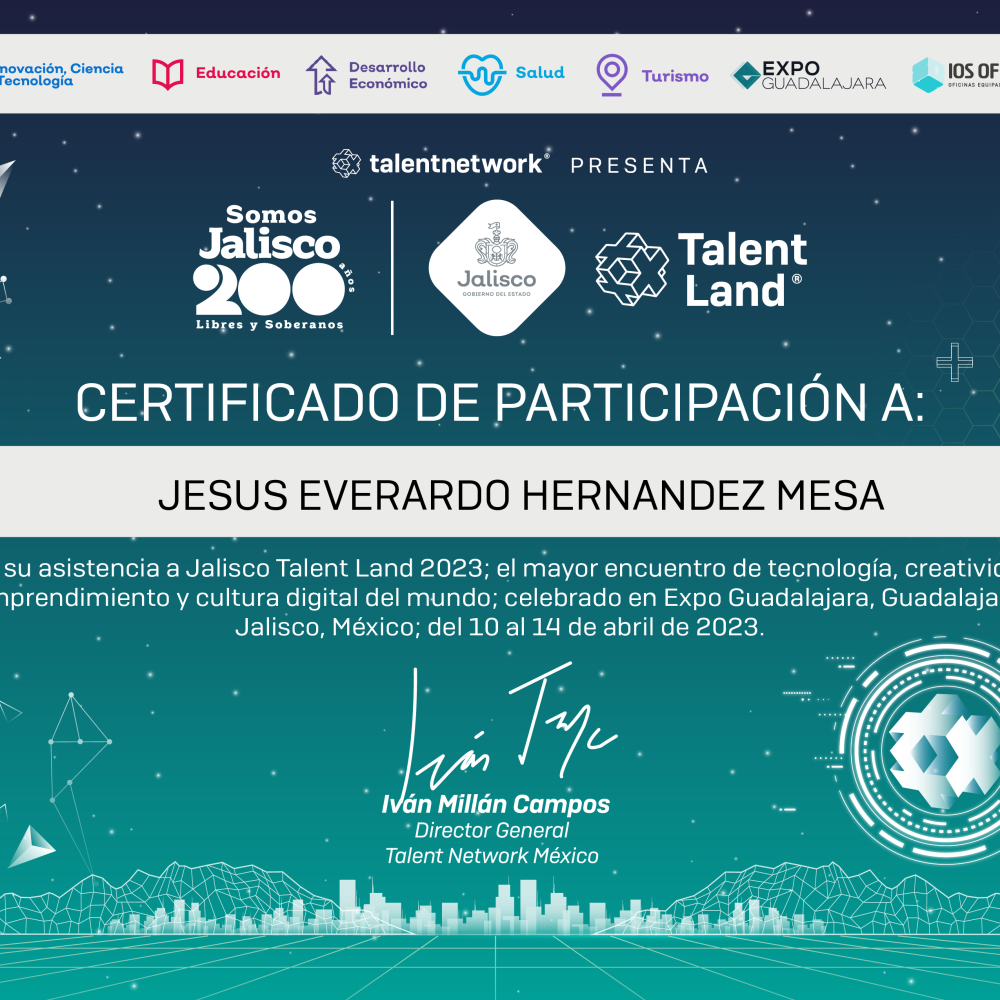 novación, Ciencia
Tecnología
Educación
Desarrollo
Económico
Salud
Turismo
EXPO
GUADALAJARA
IOS OF
OFICINAS EQUIPA
talentnetwork® PRESENTA
Somos
Jalisco
200 años
Libres y Soberanos
Jalisco
GOBIERNO DEL ESTADO
Talent
Land®
CERTIFICADO DE PARTICIPACIÓN A:
JESUS EVERARDO HERNANDEZ MESA
su asistencia a Jalisco Talent Land 2023; el mayor encuentro de tecnología, creativid
prendimiento y cultura digital del mundo; celebrado en Expo Guadalajara, Guadalaja
Jalisco, México; del 10 al 14 de abril de 2023.
Iván Millán Campos
Director General
Talent Network México